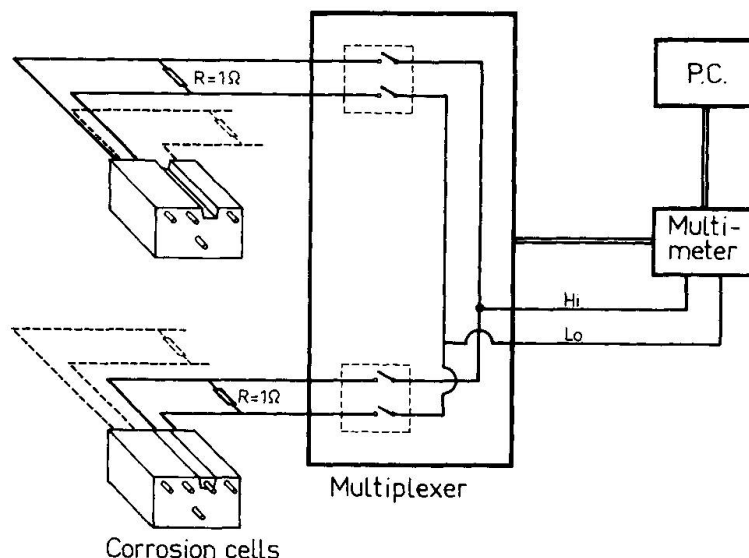 R=1Ω
P.C.
Multi-
meter
Hi
Lo
R=1Ω
Multiplexer
Corrosion cells